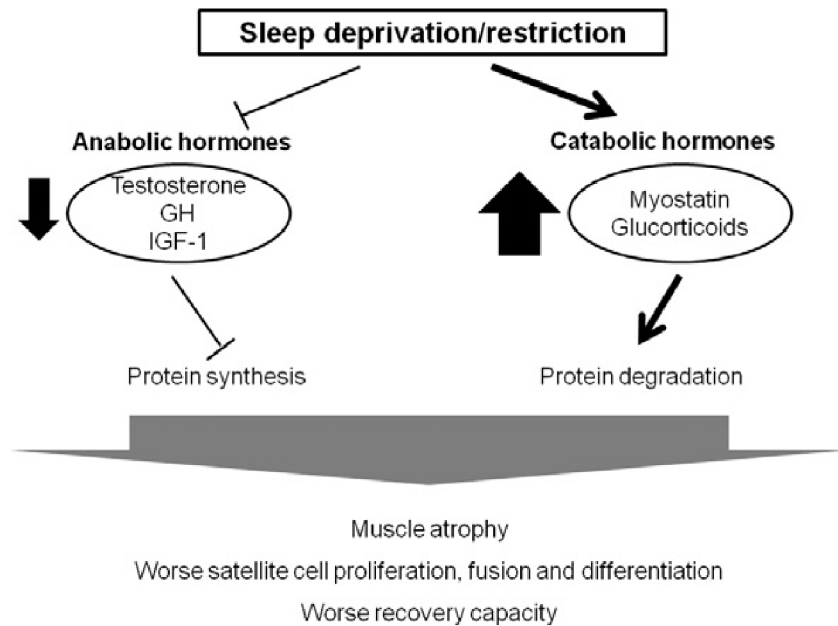 Sleep deprivation/restriction
Anabolic hormones
Catabolic hormones
Testosterone
GH
IGF-1
Myostatin
Glucorticoids
Protein synthesis
Protein degradation
Muscle atrophy
Worse satellite cell proliferation, fusion and differentiation
Worse recovery capacity